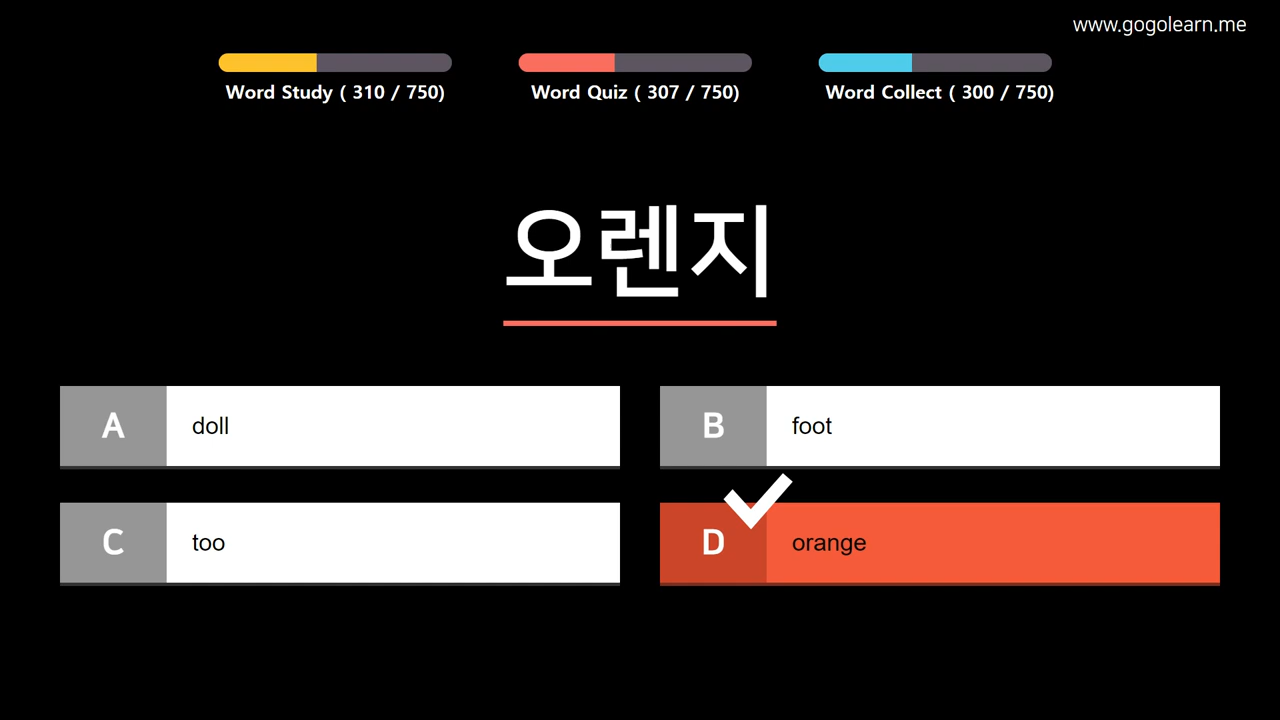 www.gogolearn.me
Word Study ( 310 / 750)
Word Quiz ( 307 / 750)
Word Collect ( 300 / 750)
오렌지
A doll
B foot
C too
D orange